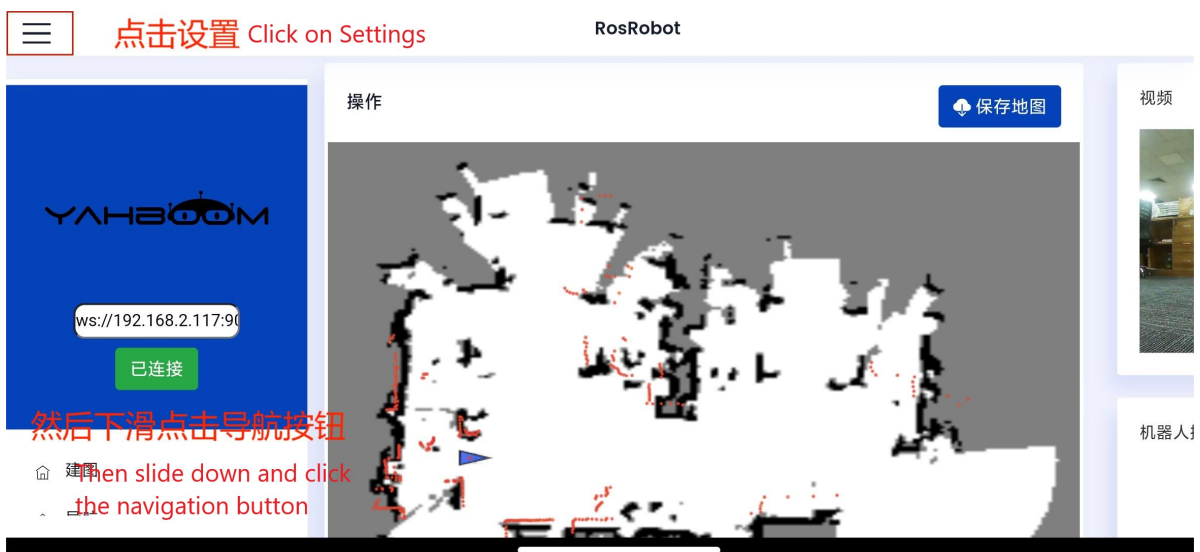 点击设置 Click on Settings
RosRobot
操作
保存地图
视频
YAHBOOM
ws://192.168.2.117:90
已连接
然后下滑点击导航按钮
建图
Then slide down and click
the navigation button
机器人